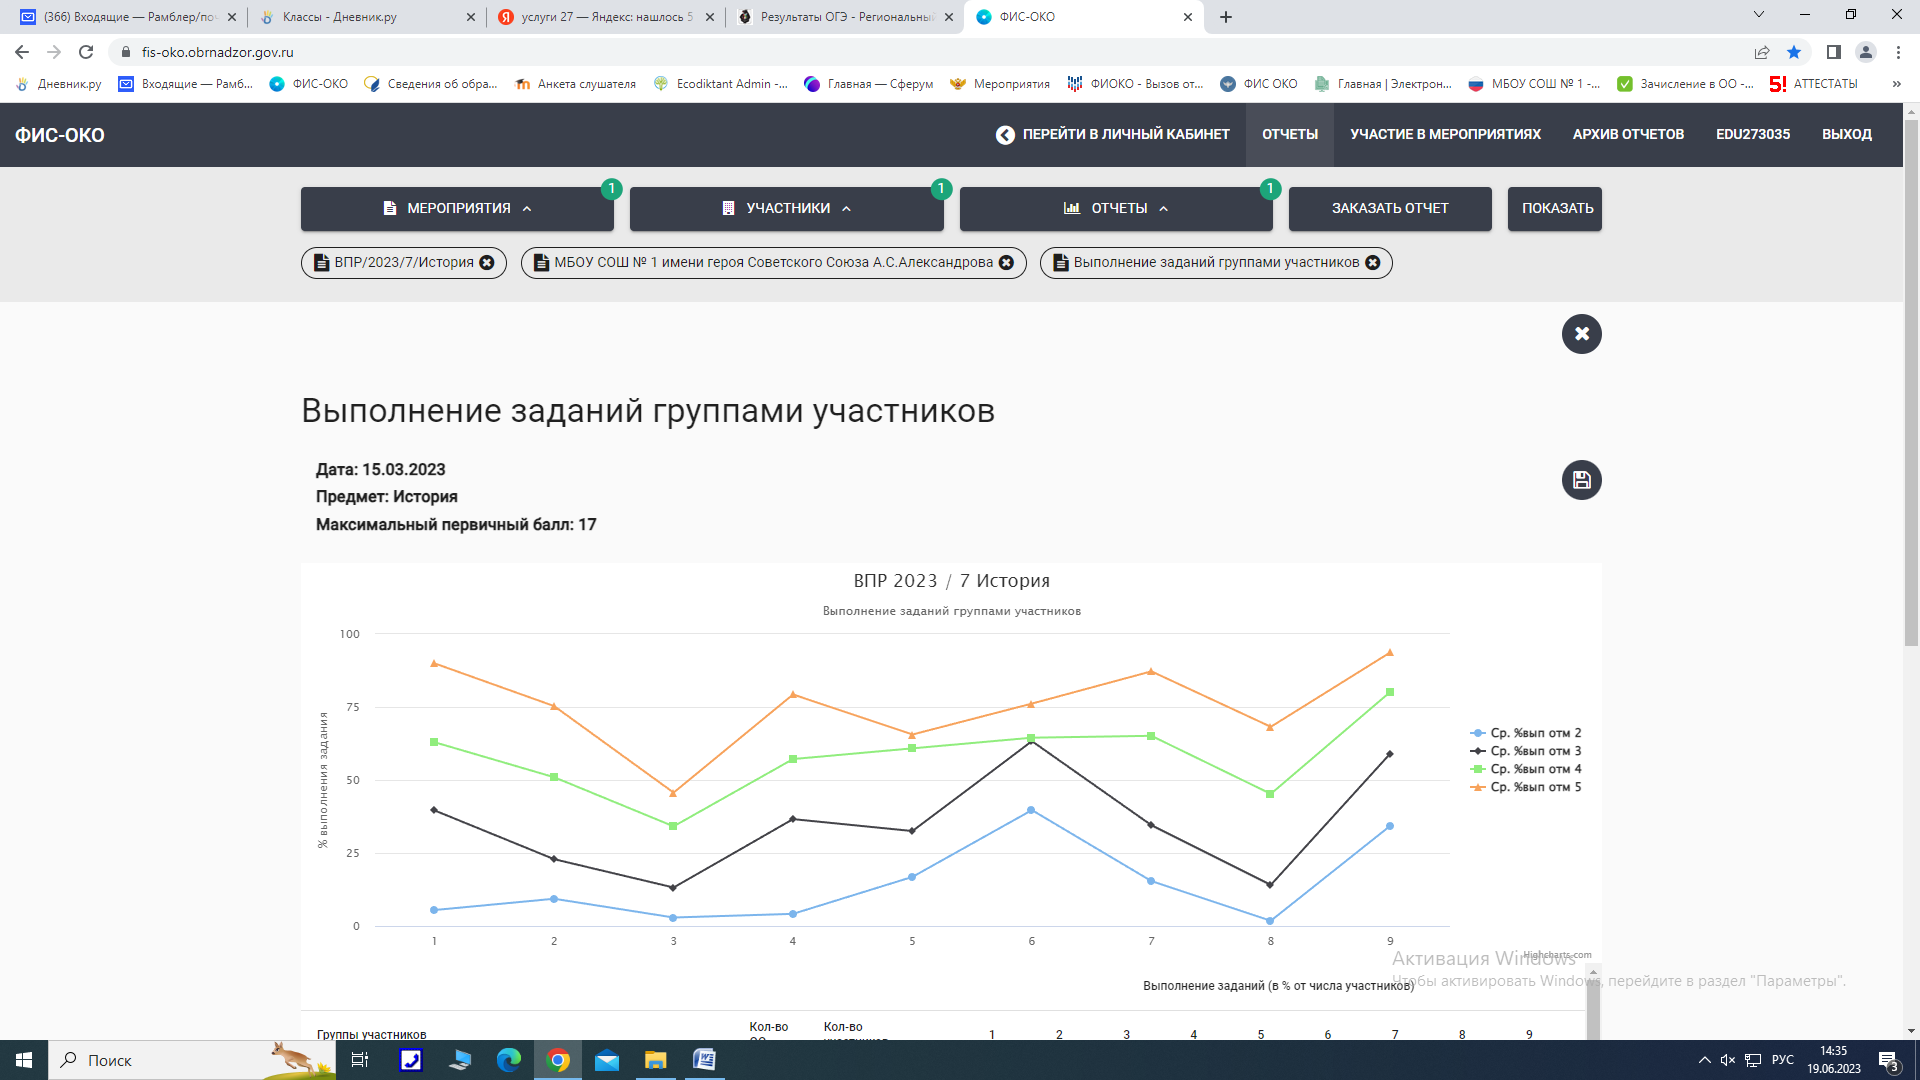 (366) Входящие — Рамблер/поч
Классы - Дневник.ру
услуги 27 — Яндекс: нашлось 5
Результаты ОГЭ - Региональный
ФИС-ОКО
fis-oko.obrnadzor.gov.ru
Дневник.ру
Входящие — Рамб...
ФИС-ОКО
Сведения об обра...
Анкета слушателя
Ecodiktant Admin -...
Главная — Сферум
Мероприятия
ФИОКО - Вызов от...
ФИС ОКО
Главная | Электрон...
МБОУ СОШ № 1 -...
Зачисление в ОО -...
5! АТТЕСТАТЫ
»
ФИС-ОКО
ПЕРЕЙТИ В ЛИЧНЫЙ КАБИНЕТ
ОТЧЕТЫ
УЧАСТИЕ В МЕРОПРИЯТИЯХ
АРХИВ ОТЧЕТОВ
EDU273035
ВЫХОД
МЕРОПРИЯТИЯ 1
УЧАСТНИКИ 1
ОТЧЕТЫ 1
ЗАКАЗАТЬ ОТЧЕТ
ПОКАЗАТЬ
ВПР/2023/7/История
МБОУ СОШ № 1 имени героя Советского Союза А.С.Александрова
Выполнение заданий группами участников
Выполнение заданий группами участников
Дата: 15.03.2023
Предмет: История
Максимальный первичный балл: 17
ВПР 2023 / 7 История
Выполнение заданий группами участников
% выполнения задания
100
75
50
25
0
1 2 3 4 5 6 7 8 9
Ср. %вып отм 2
Ср. %вып отм 3
Ср. %вып отм 4
Ср. %вып отм 5
Highcharts.com
Активация Windows
Чтобы активировать Windows, перейдите в раздел "Параметры".
Выполнение заданий (в % от числа участников)
Группы участников
Кол-во
Кол-во
1 2 3 4 5 6 7 8 9
Поиск
РУС
14:35
19.06.2023
3